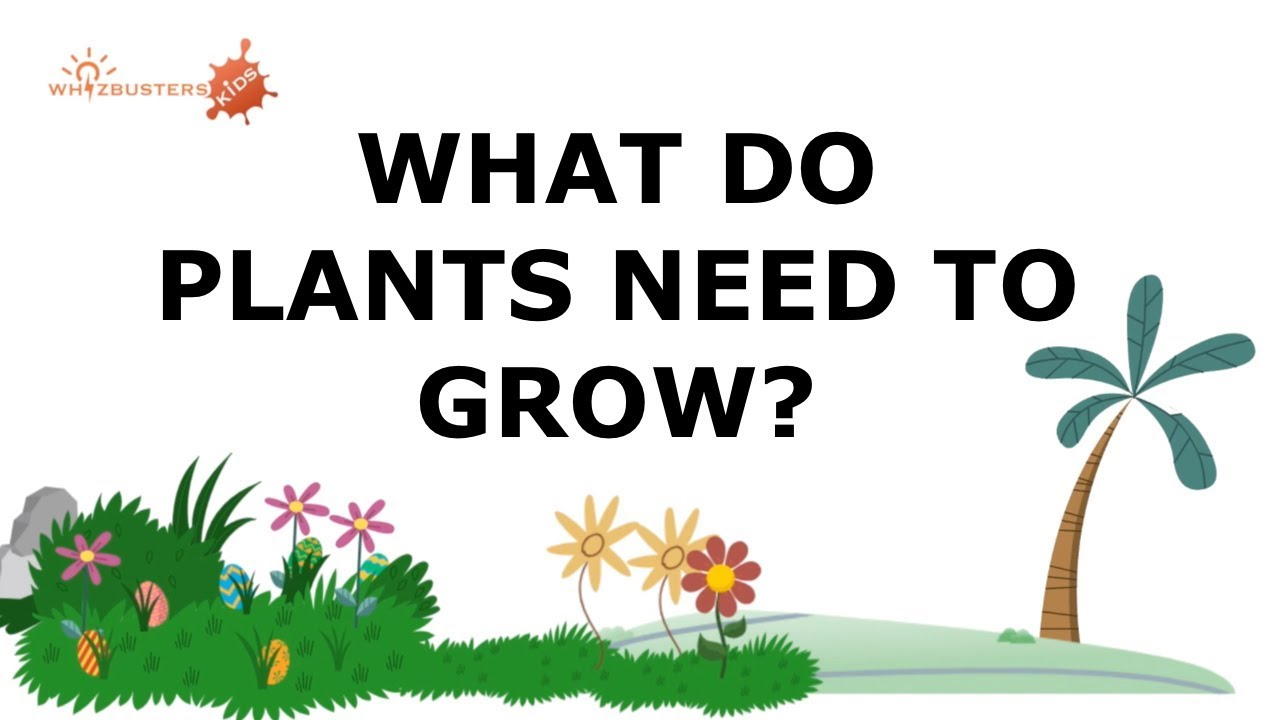 WHIZBUSTERS KiDS
WHAT DO
PLANTS NEED TO
GROW?